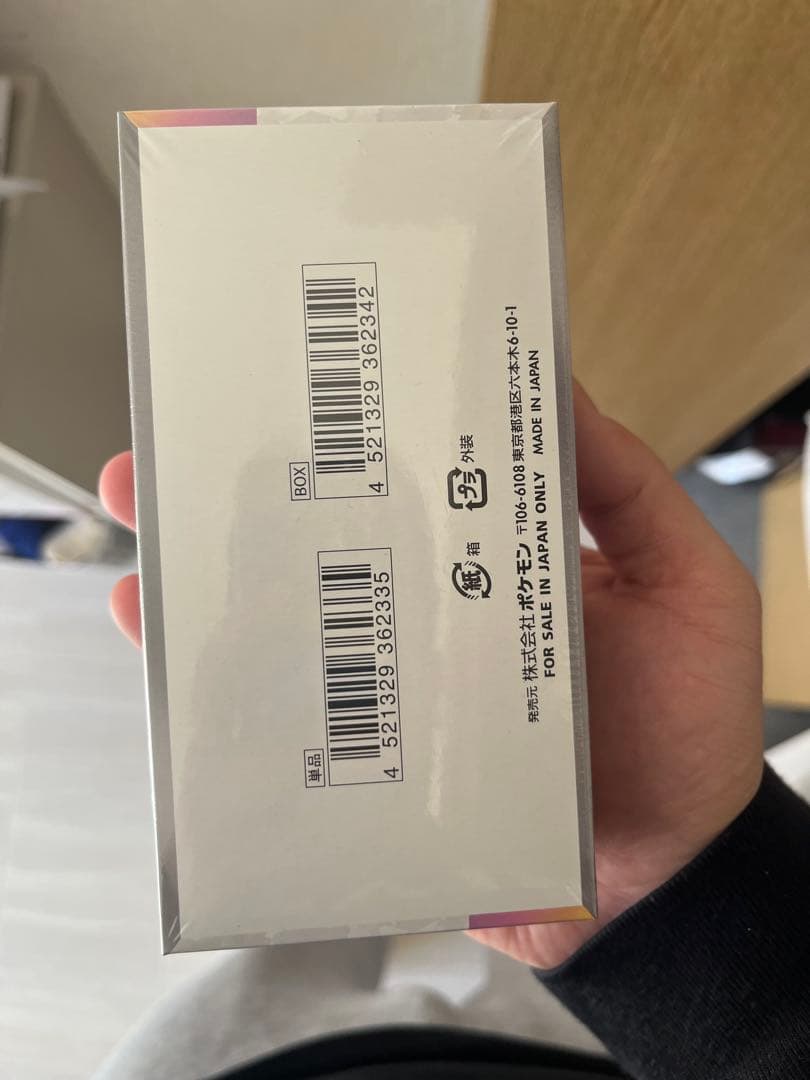 単品
4 521329 362335
BOX
4 521329 362342
紙 箱
プラ 外装
発売元 株式会社ポケモン 〒106-6108 東京都港区六本木6-10-1
FOR SALE IN JAPAN ONLY MADE IN JAPAN